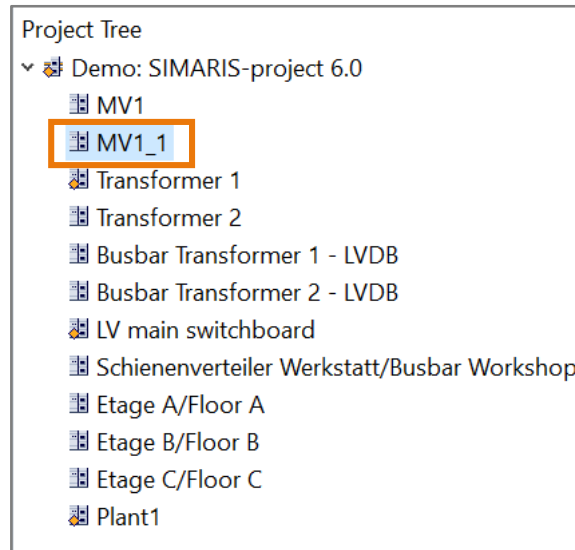 Project Tree
Demo: SIMARIS-project 6.0
MV1
MV1_1
Transformer 1
Transformer 2
Busbar Transformer 1 - LVDB
Busbar Transformer 2 - LVDB
LV main switchboard
Schienenverteiler Werkstatt/Busbar Workshop
Etage A/Floor A
Etage B/Floor B
Etage C/Floor C
Plant1